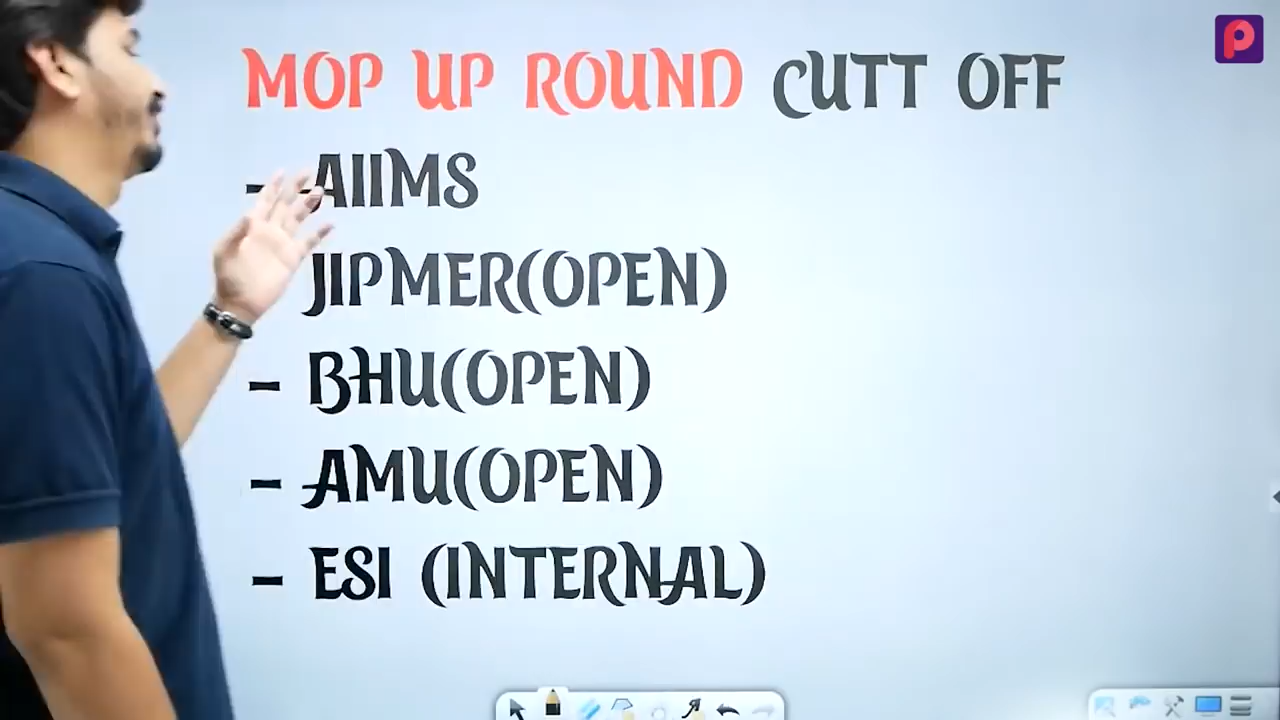 MOP UP ROUND CUTT OFF
- AIIMS
JIPMER(OPEN)
- BHU(OPEN)
- AMU(OPEN)
- ESI (INTERNAL)